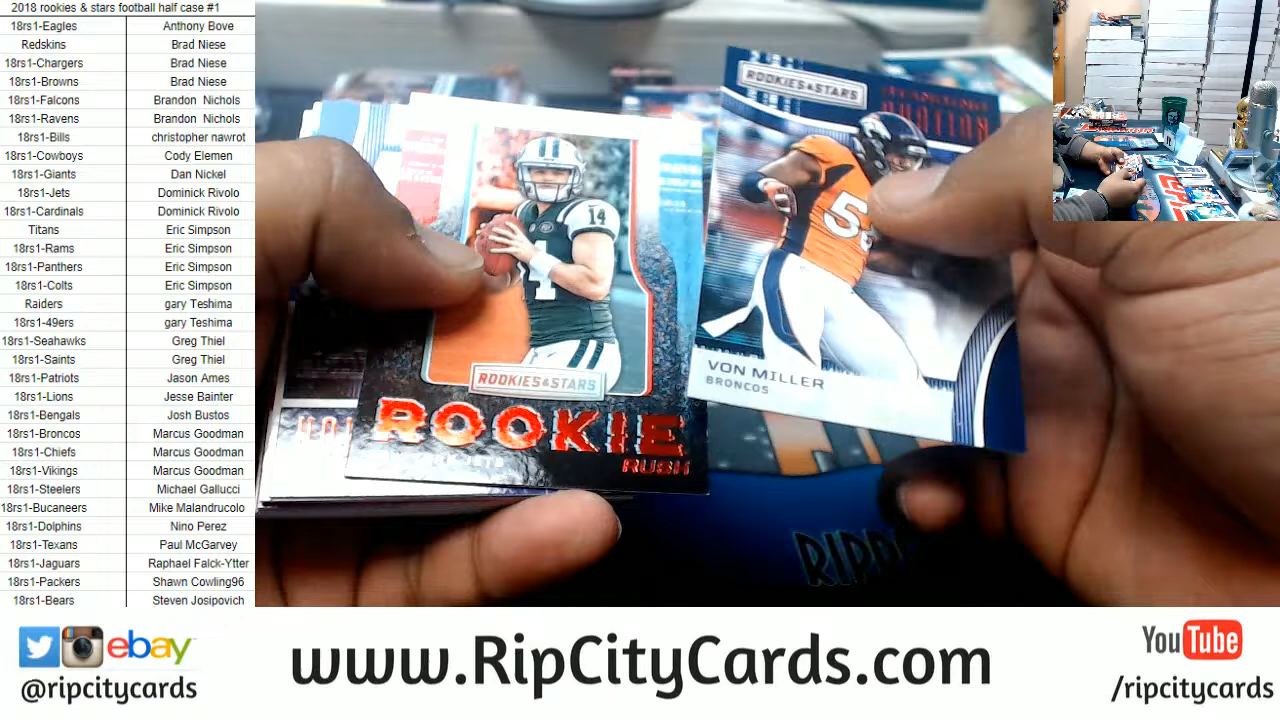 2018 rookies & stars football half case #1
18rs1-Eagles Anthony Bove
Redskins Brad Niese
18rs1-Chargers Brad Niese
18rs1-Browns Brad Niese
18rs1-Falcons Brandon Nichols
18rs1-Ravens Brandon Nichols
18rs1-Bills christopher nawrot
18rs1-Cowboys Cody Elemen
18rs1-Giants Dan Nickel
18rs1-Jets Dominick Rivolo
18rs1-Cardinals Dominick Rivolo
Titans Eric Simpson
18rs1-Rams Eric Simpson
18rs1-Panthers Eric Simpson
18rs1-Colts Eric Simpson
Raiders gary Teshima
18rs1-49ers gary Teshima
18rs1-Seahawks Greg Thiel
18rs1-Saints Greg Thiel
18rs1-Patriots Jason Ames
18rs1-Lions Jesse Bainter
18rs1-Bengals Josh Bustos
18rs1-Broncos Marcus Goodman
18rs1-Chiefs Marcus Goodman
18rs1-Vikings Marcus Goodman
18rs1-Steelers Michael Gallucci
18rs1-Bucaneers Mike Malandrucolo
18rs1-Dolphins Nino Perez
18rs1-Texans Paul McGarvey
18rs1-Jaguars Raphael Falck-Ytter
18rs1-Packers Shawn Cowling96
18rs1-Bears Steven Josipovich
ROOKIES & STARS
STANDING OVATION
VON MILLER
BRONCOS
14
ROOKIES & STARS
ROOKIE
RUSH
ebay
@ripcitycards
www.RipCityCards.com
YouTube
/ripcitycards